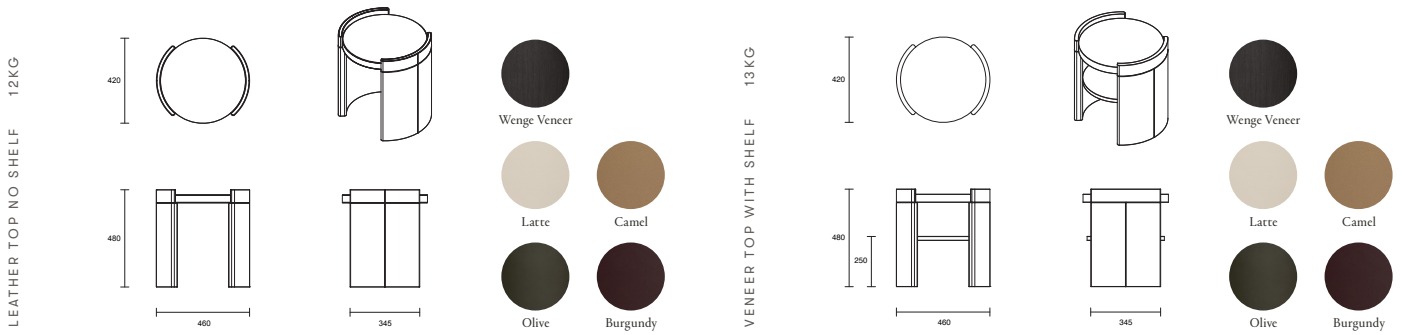 LEATHER TOP NO SHELF 12KG
420
480
460
345
Wenge Veneer
Latte Camel
Olive Burgundy
VENEER TOP WITH SHELF 13KG
420
480
250
460
345
Wenge Veneer
Latte Camel
Olive Burgundy